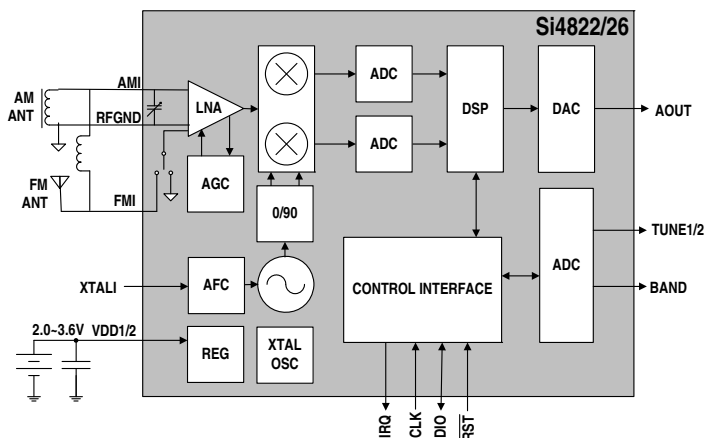 Si4822/26
AM
ANT
AMI
RFGND
LNA
ADC
DSP
DAC
AOUT
ADC
AGC
FM
ANT
FMI
0/90
TUNE1/2
CONTROL INTERFACE
ADC
BAND
XTALI
AFC
2.0~3.6V VDD1/2
REG
XTAL
OSC
IRQ
CLK
DIO
RST